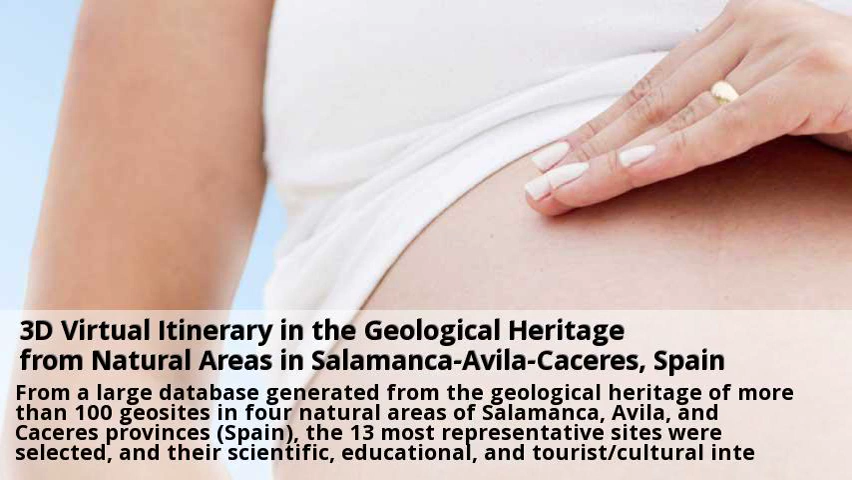 3D Virtual Itinerary in the Geological Heritage
from Natural Areas in Salamanca-Avila-Caceres, Spain
From a large database generated from the geological heritage of more
than 100 geosites in four natural areas of Salamanca, Avila, and
Caceres provinces (Spain), the 13 most representative sites were
selected, and their scientific, educational, and tourist/cultural inte